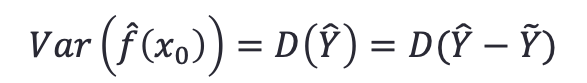 Var(f̂(x₀)) = D(Ŷ) = D(Ŷ − Ỹ)